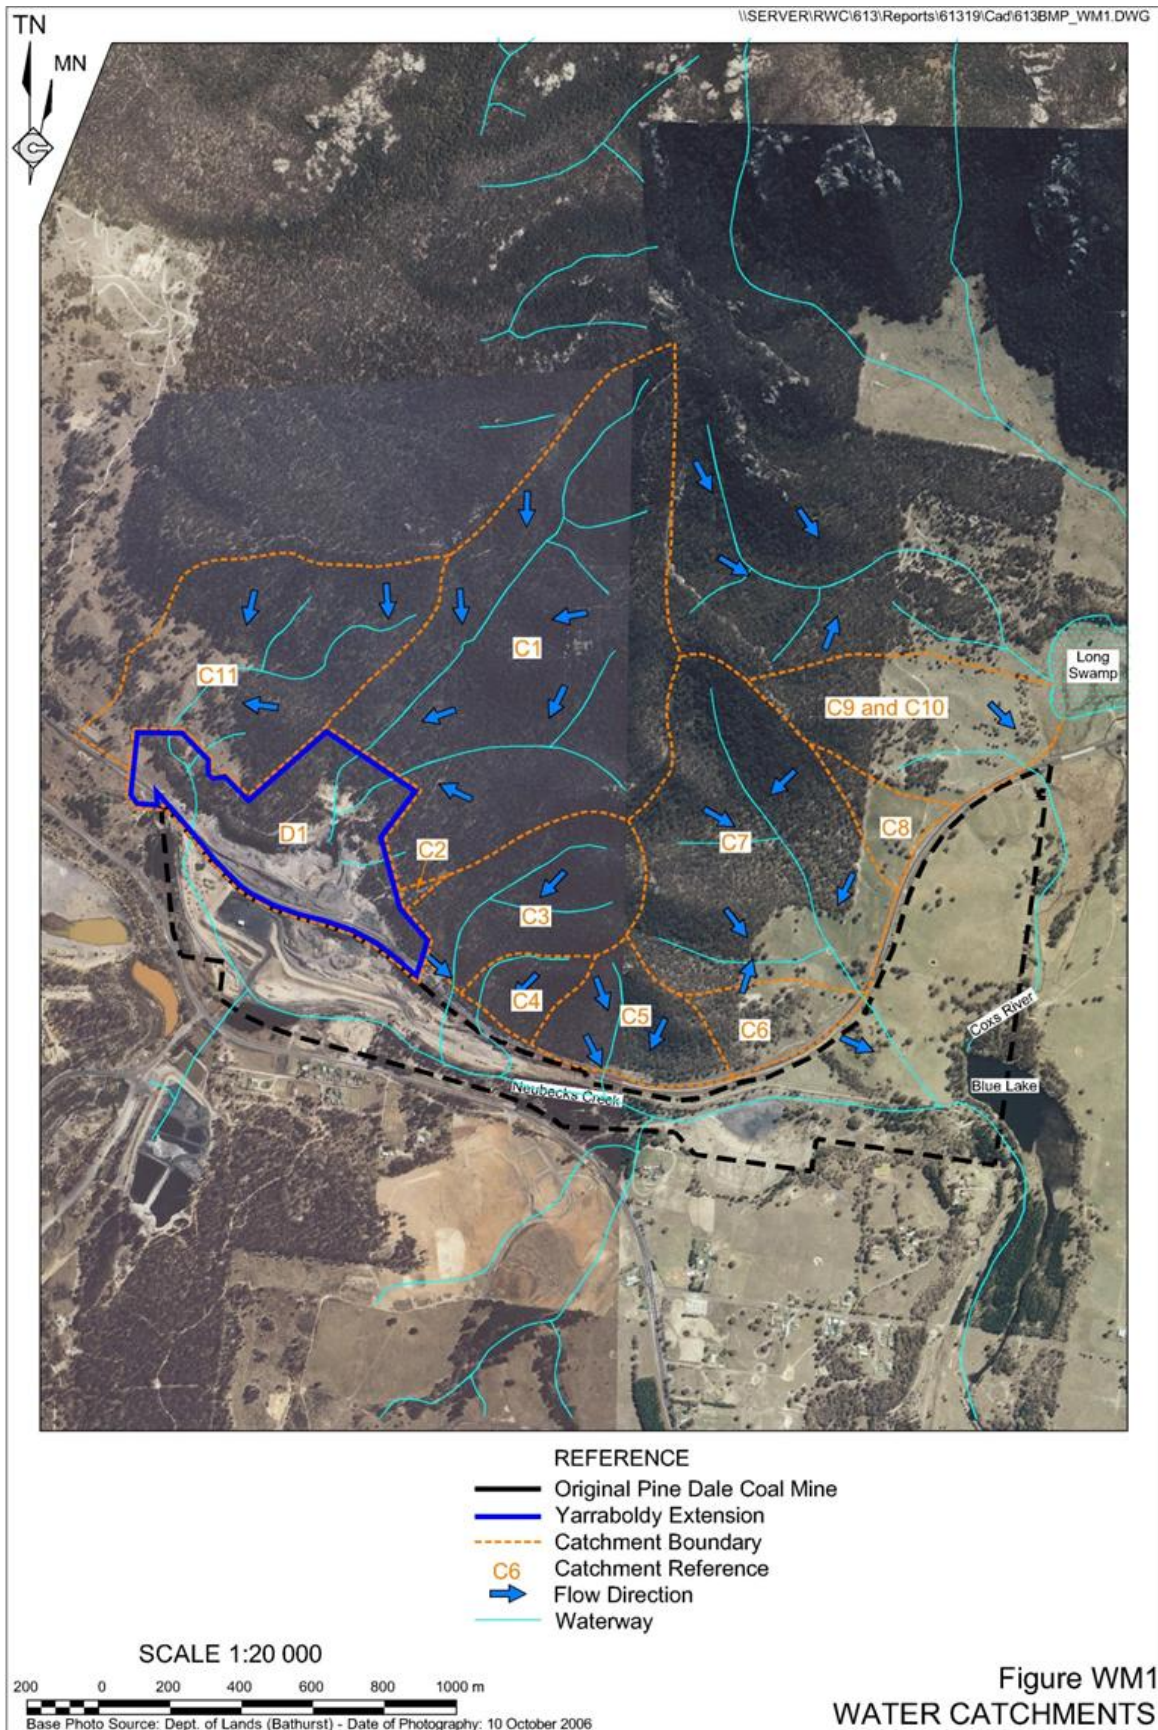 \\SERVER\RWC\613\Reports\61319\Cad\613BMP_WM1.DWG
TN
MN
C1
C11
Long
Swamp
C9 and C10
D1
C2
C8
C7
C3
C4
C5
C6
Coxs River
Blue Lake
Neubecks Creek
REFERENCE
Original Pine Dale Coal Mine
Yarraboldy Extension
Catchment Boundary
C6 Catchment Reference
Flow Direction
Waterway
SCALE 1:20 000
200 0 200 400 600 800 1000 m
Base Photo Source: Dept. of Lands (Bathurst) - Date of Photography: 10 October 2006
Figure WM1
WATER CATCHMENTS